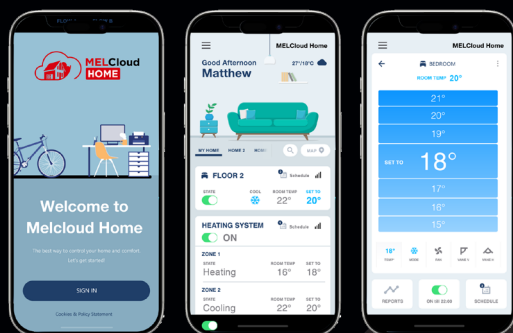 MELCloud
HOME
Welcome to
Melcloud Home
The best way to control your home and comfort.
Let's get started!
SIGN IN
Cookies & Policy Statement
MELCloud Home
Good Afternoon
Matthew
27°/19°C
MY HOME HOME 2 MAP
FLOOR 2 Schedule
STATE COOL ROOM TEMP SET TO
22° 20°
HEATING SYSTEM Schedule
ON
ZONE 1
STATE ROOM TEMP SET TO
Heating 16° 18°
ZONE 2
STATE ROOM TEMP SET TO
Cooling 22° 20°
MELCloud Home
BEDROOM
ROOM TEMP 20°
21°
20°
19°
SET TO 18°
17°
16°
15°
18°
TEMP MODE FAN
REPORTS SCHEDULE